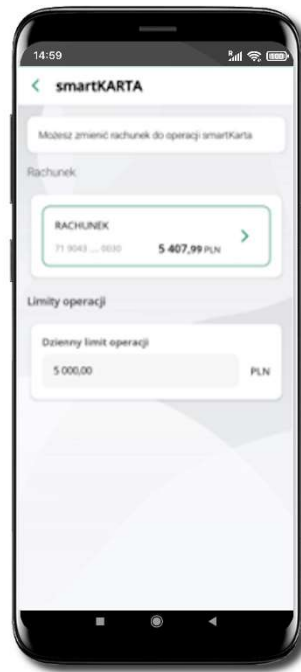 14:59
smartKARTA
Możesz zmienić rachunek do operacji smartKarta
Rachunek
RACHUNEK
71 9043 .... 0030 5 407,99 PLN
Limity operacji
Dzienny limit operacji
5 000,00 PLN